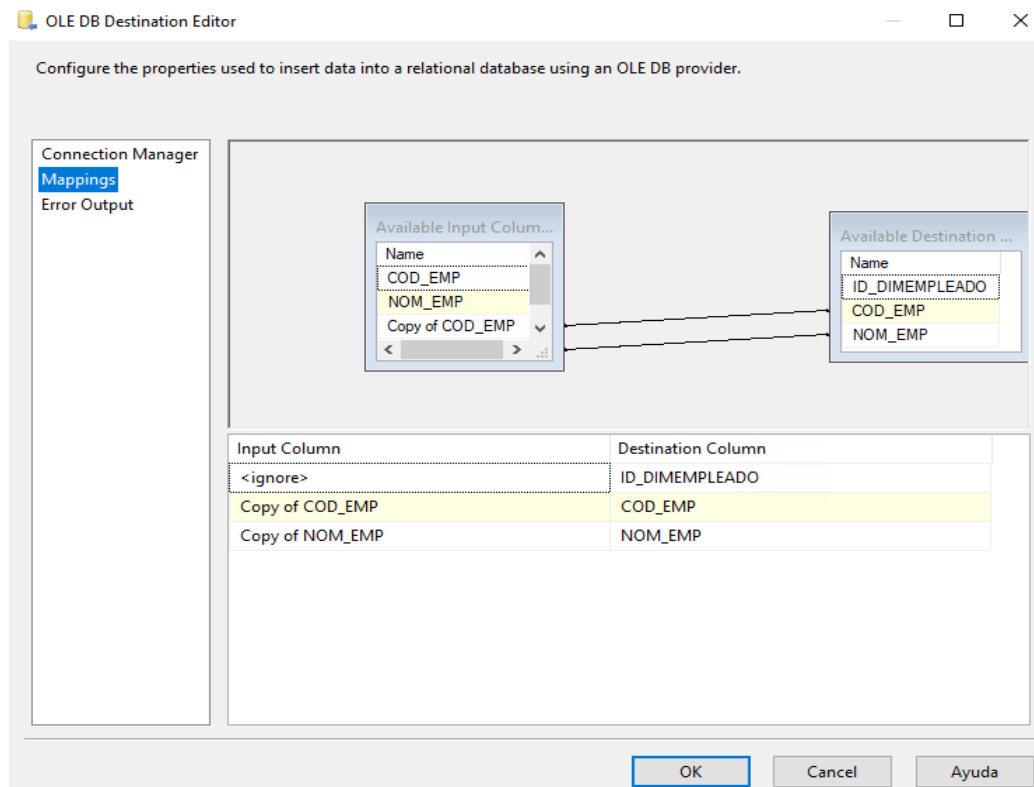 OLE DB Destination Editor
Configure the properties used to insert data into a relational database using an OLE DB provider.
Connection Manager
Mappings
Error Output
Available Input Colum...
Name
COD_EMP
NOM_EMP
Copy of COD_EMP
Available Destination ...
Name
ID_DIMEMPLEADO
COD_EMP
NOM_EMP
Input Column Destination Column
<ignore> ID_DIMEMPLEADO
Copy of COD_EMP COD_EMP
Copy of NOM_EMP NOM_EMP
OK Cancel Ayuda